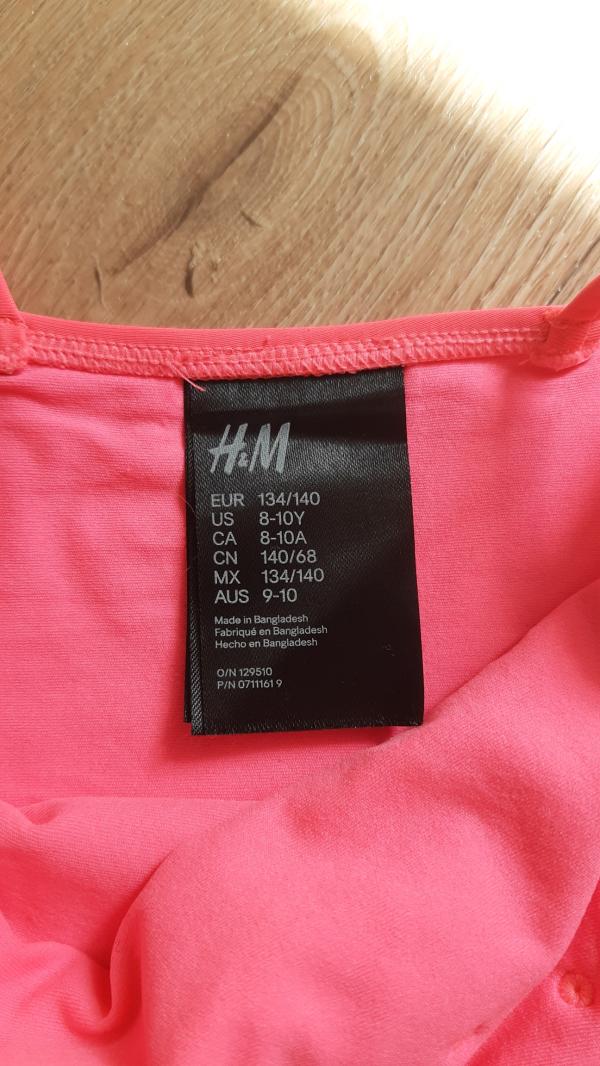 H&M
EUR 134/140
US 8-10Y
CA 8-10A
CN 140/68
MX 134/140
AUS 9-10
Made in Bangladesh
Fabriqué en Bangladesh
Hecho en Bangladesh
O/N 129510
P/N 0711161 9